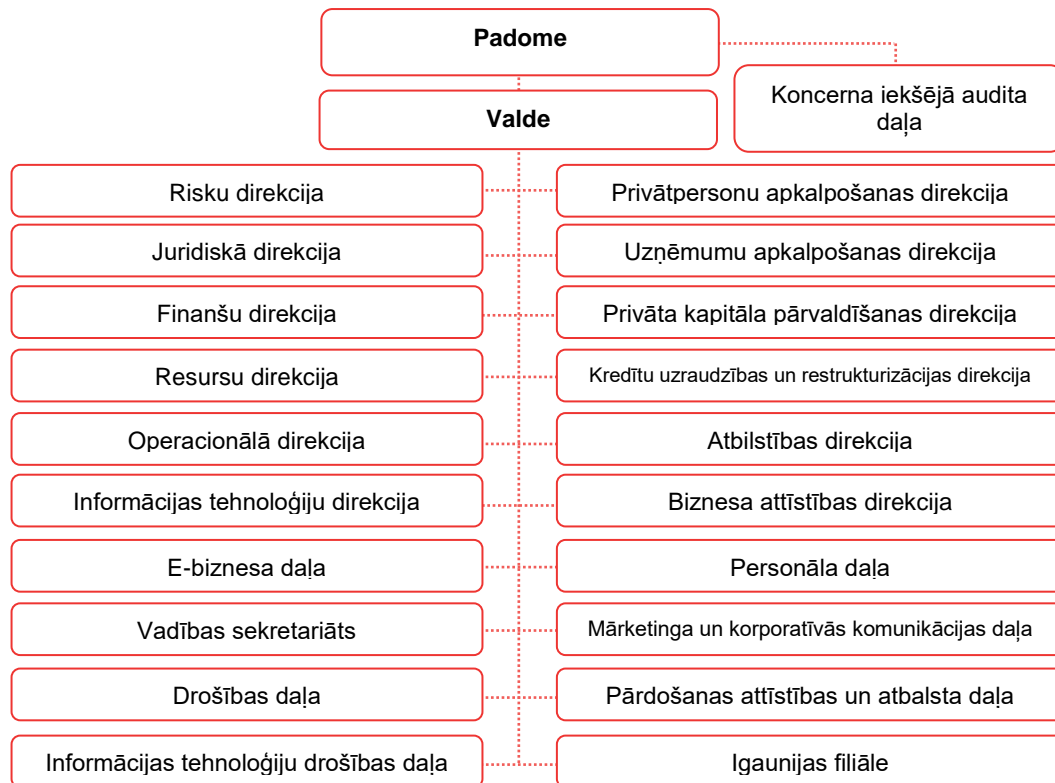 Padome
Koncerna iekšējā audita
daļa
Valde
Risku direkcija
Privātpersonu apkalpošanas direkcija
Juridiskā direkcija
Uzņēmumu apkalpošanas direkcija
Finanšu direkcija
Privāta kapitāla pārvaldīšanas direkcija
Resursu direkcija
Kredītu uzraudzības un restrukturizācijas direkcija
Operacionālā direkcija
Atbilstības direkcija
Informācijas tehnoloģiju direkcija
Biznesa attīstības direkcija
E-biznesa daļa
Personāla daļa
Vadības sekretariāts
Mārketinga un korporatīvās komunikācijas daļa
Drošības daļa
Pārdošanas attīstības un atbalsta daļa
Informācijas tehnoloģiju drošības daļa
Igaunijas filiāle